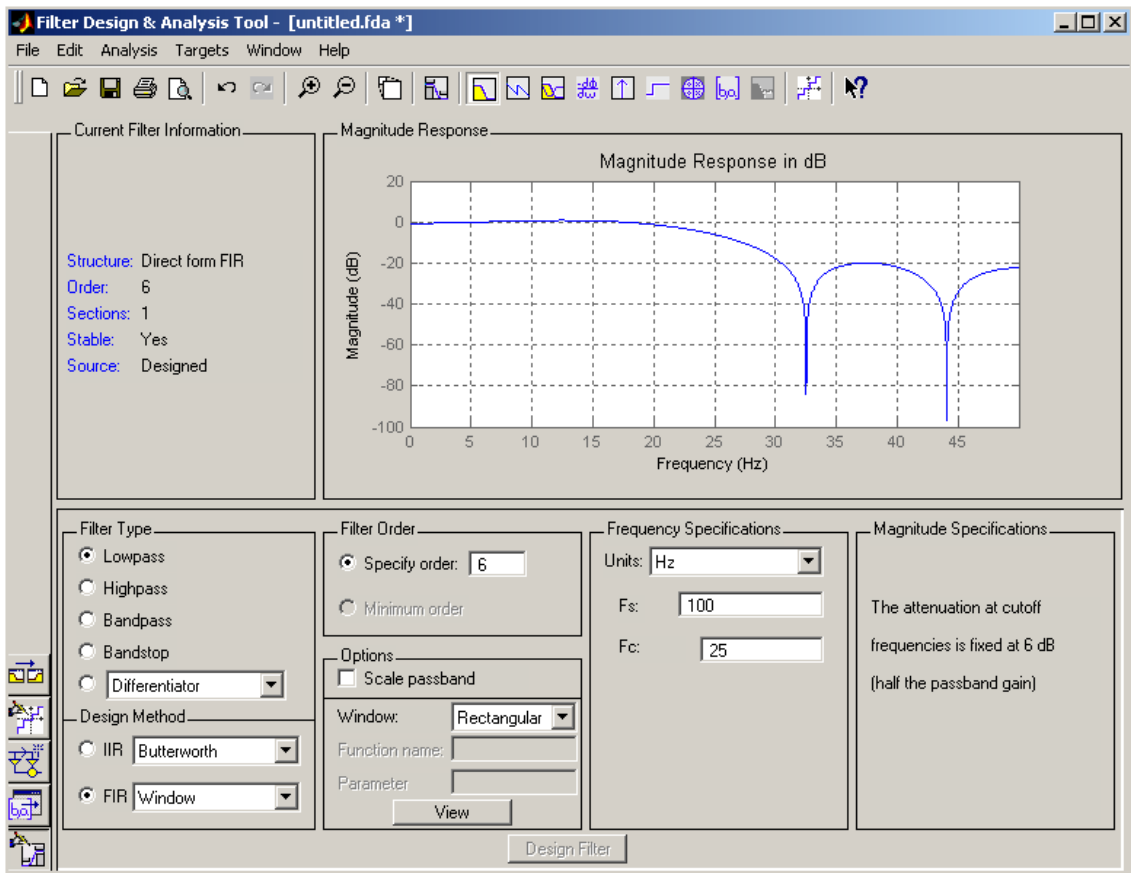 Filter Design & Analysis Tool - [untitled.fda *]
File Edit Analysis Targets Window Help
Current Filter Information
Structure: Direct form FIR
Order: 6
Sections: 1
Stable: Yes
Source: Designed
Magnitude Response
Magnitude Response in dB
20
0
-20
-40
-60
-80
-100
Magnitude (dB)
0 5 10 15 20 25 30 35 40 45
Frequency (Hz)
Filter Type
Lowpass
Highpass
Bandpass
Bandstop
Differentiator
Design Method
IIR Butterworth
FIR Window
Filter Order
Specify order: 6
Minimum order
Options
Scale passband
Window: Rectangular
Function name:
Parameter
View
Frequency Specifications
Units: Hz
Fs: 100
Fc: 25
Magnitude Specifications
The attenuation at cutoff
frequencies is fixed at 6 dB
(half the passband gain)
Design Filter